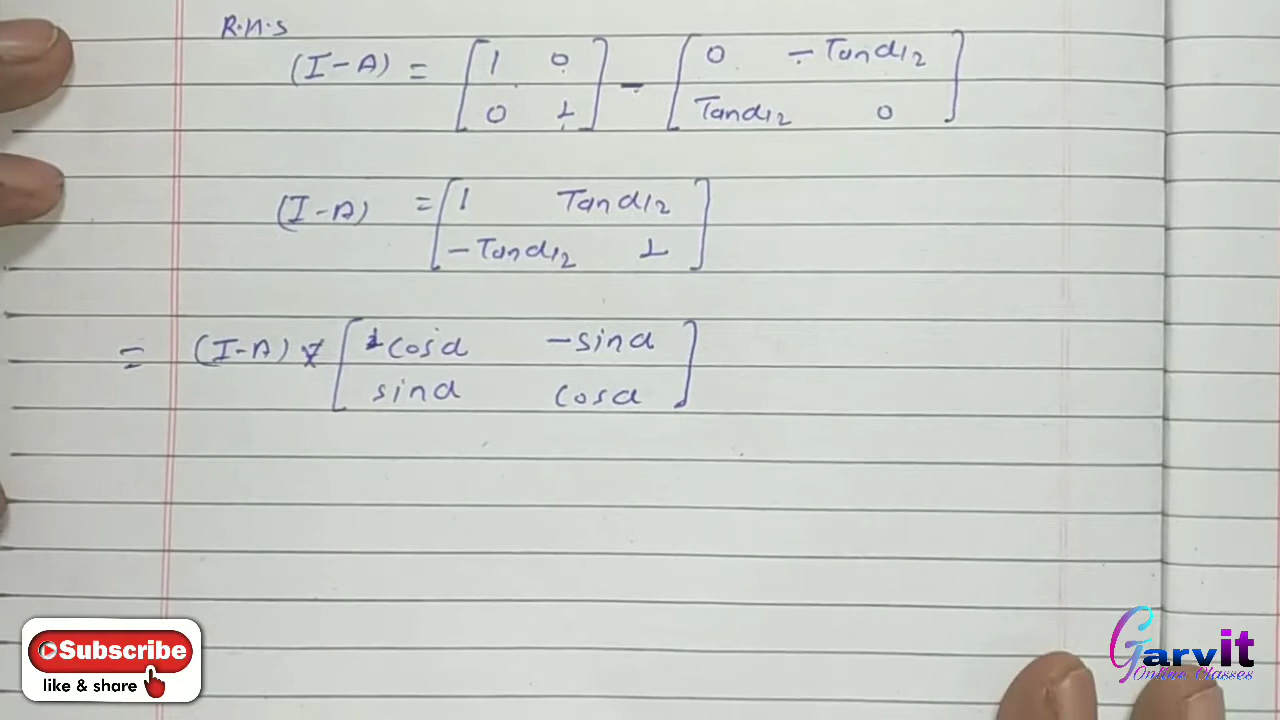 R.H.S
(I-A) = [1 0
0 1] - [0 -Tanα/2
Tanα/2 0]
(I-A) = [1 Tanα/2
-Tanα/2 1]
= (I-A) × [cosα -sinα
sinα cosα]
Subscribe
like & share
Garvit
Online Classes